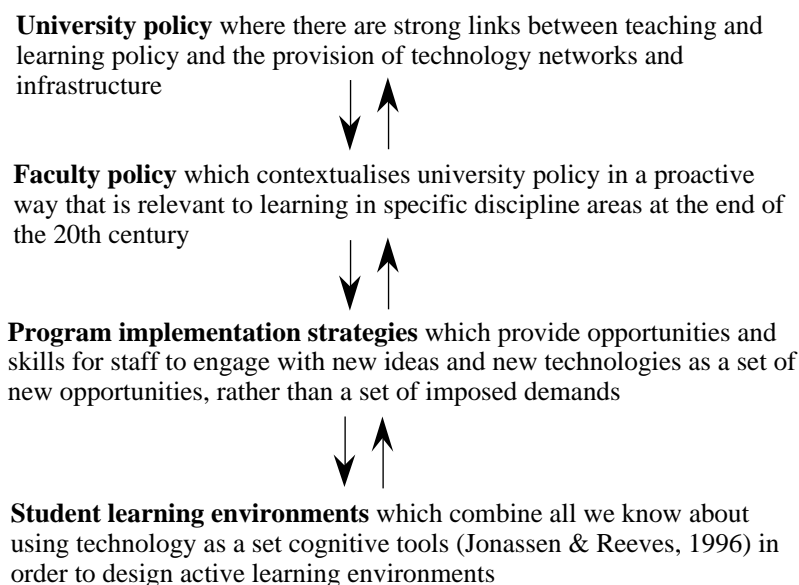 University policy where there are strong links between teaching and
learning policy and the provision of technology networks and
infrastructure
Faculty policy which contextualises university policy in a proactive
way that is relevant to learning in specific discipline areas at the end of
the 20th century
Program implementation strategies which provide opportunities and
skills for staff to engage with new ideas and new technologies as a set of
new opportunities, rather than a set of imposed demands
Student learning environments which combine all we know about
using technology as a set cognitive tools (Jonassen & Reeves, 1996) in
order to design active learning environments